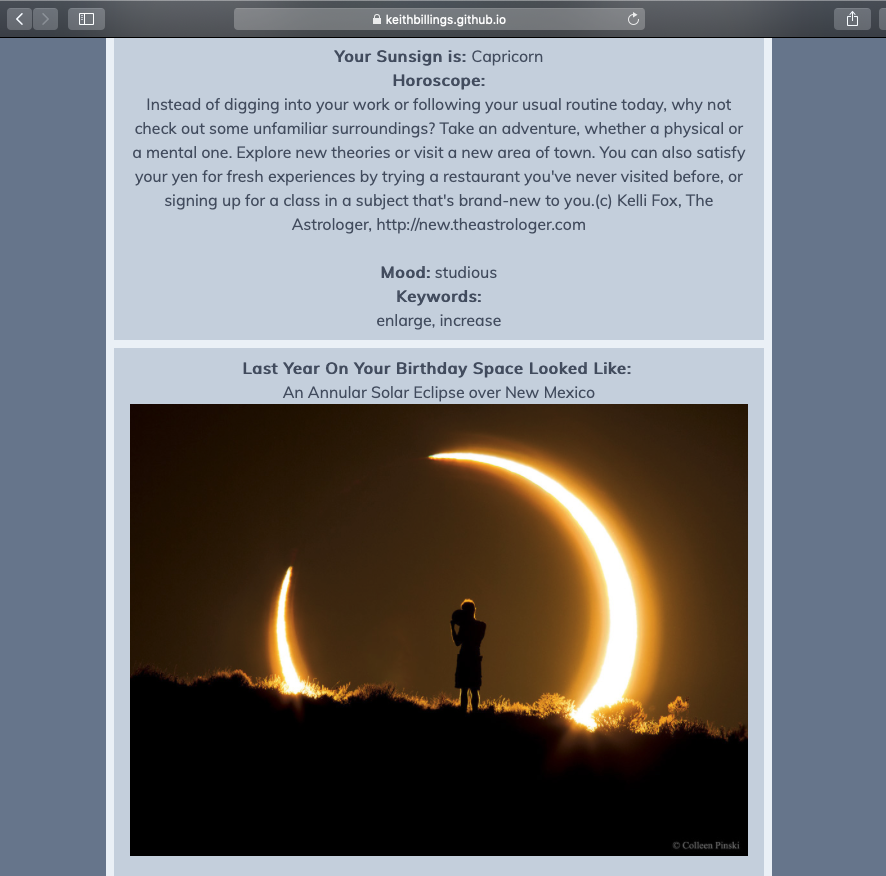 keithbillings.github.io
Your Sunsign is: Capricorn
Horoscope:
Instead of digging into your work or following your usual routine today, why not
check out some unfamiliar surroundings? Take an adventure, whether a physical or
a mental one. Explore new theories or visit a new area of town. You can also satisfy
your yen for fresh experiences by trying a restaurant you've never visited before, or
signing up for a class in a subject that's brand-new to you.(c) Kelli Fox, The
Astrologer, http://new.theastrologer.com
Mood: studious
Keywords:
enlarge, increase
Last Year On Your Birthday Space Looked Like:
An Annular Solar Eclipse over New Mexico
© Colleen Pinski